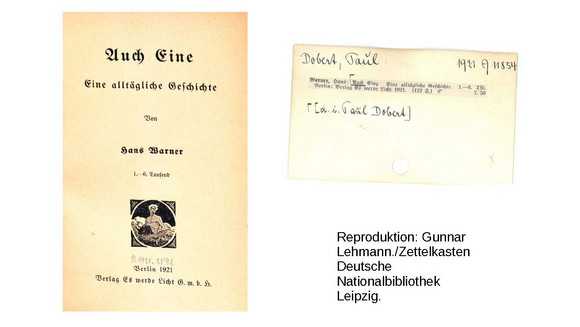 Auch Eine
Eine alltägliche Geschichte
Von
Hans Warner
1.–6. Tausend
Berlin 1921
Verlag Es werde Licht G. m. b. H.
Dobert, Paul
1921 A 11834
Warner, Hans: Auch Eine. Eine alltägliche Geschichte. 1.–6. Tſd.
Berlin: Verlag Es werde Licht 1921. (122 S.) 8°
[d. i. Paul Dobert]
Reproduktion: Gunnar
Lehmann./Zettelkasten
Deutsche
Nationalbibliothek
Leipzig.